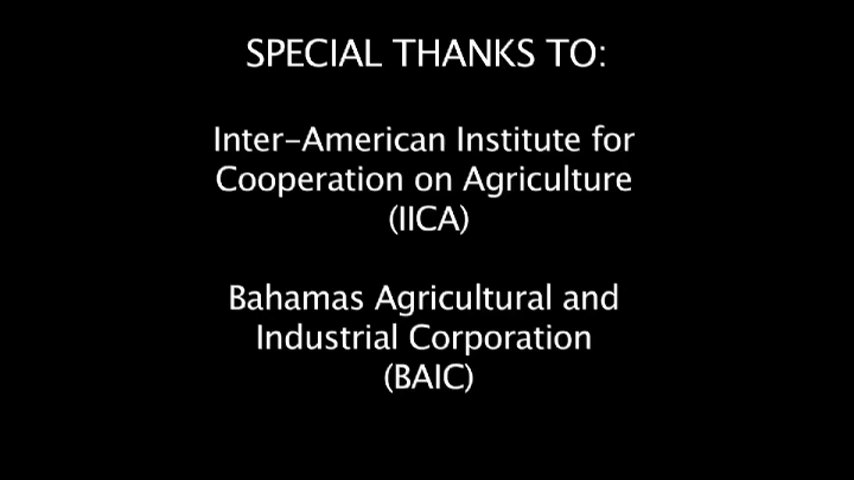 SPECIAL THANKS TO:
Inter-American Institute for
Cooperation on Agriculture
(IICA)
Bahamas Agricultural and
Industrial Corporation
(BAIC)